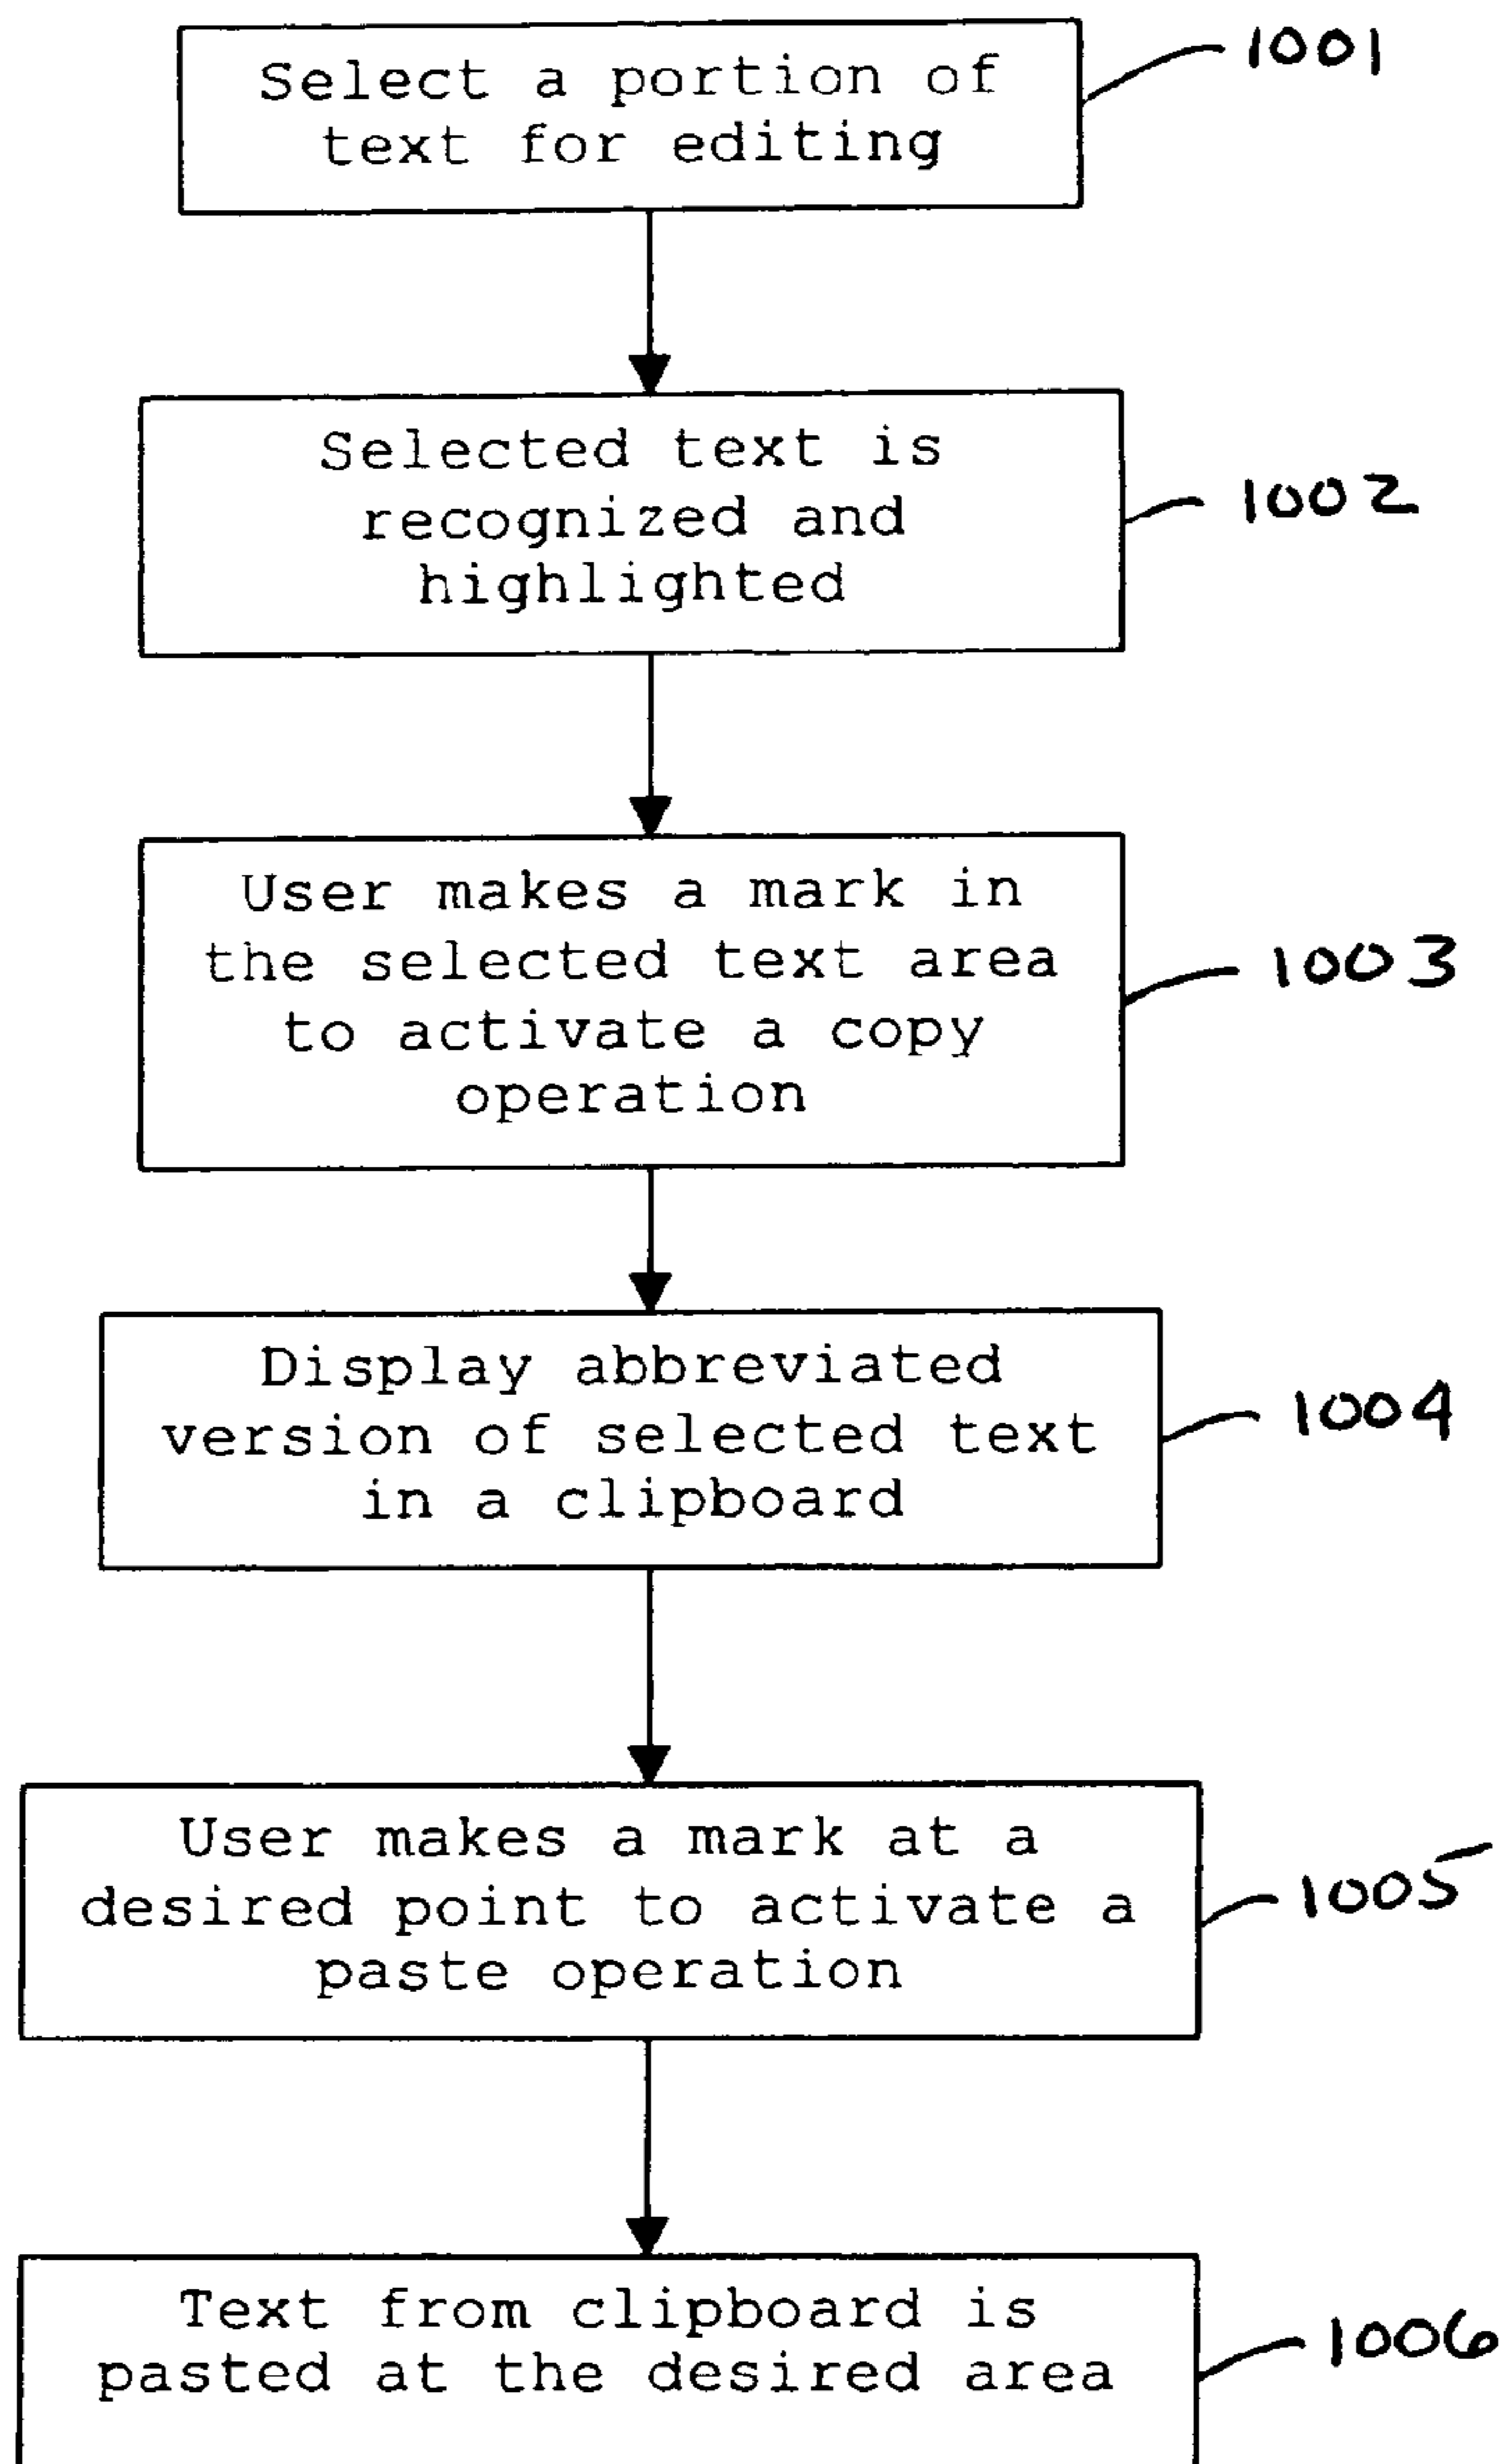 Select a portion of
text for editing
1001
Selected text is
recognized and
highlighted
1002
User makes a mark in
the selected text area
to activate a copy
operation
1003
Display abbreviated
version of selected text
in a clipboard
1004
User makes a mark at a
desired point to activate a
paste operation
1005
Text from clipboard is
pasted at the desired area
1006